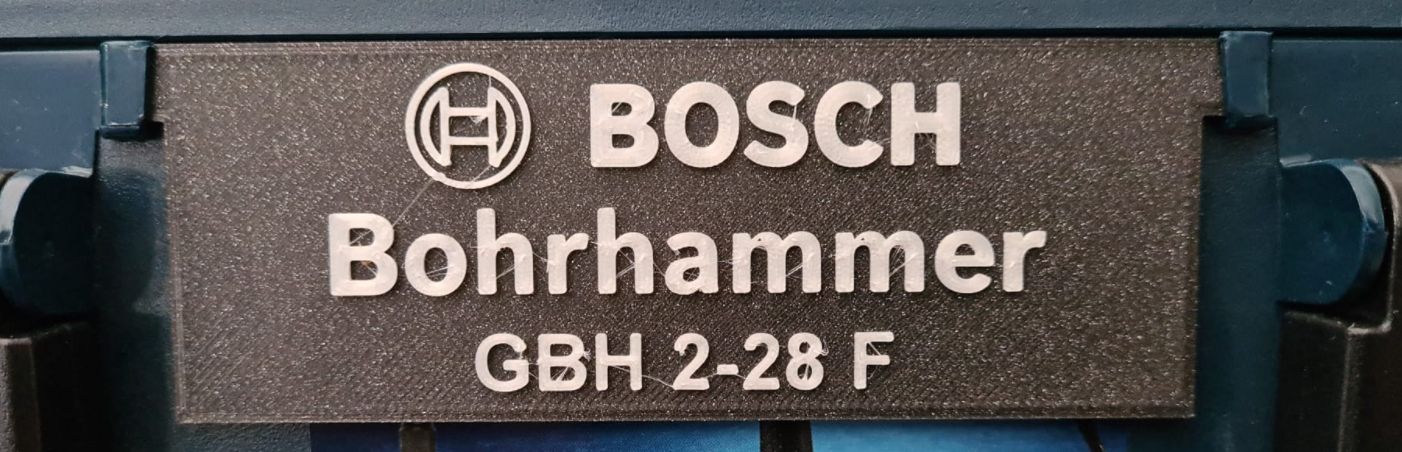 BOSCH
Bohrhammer
GBH 2-28 F